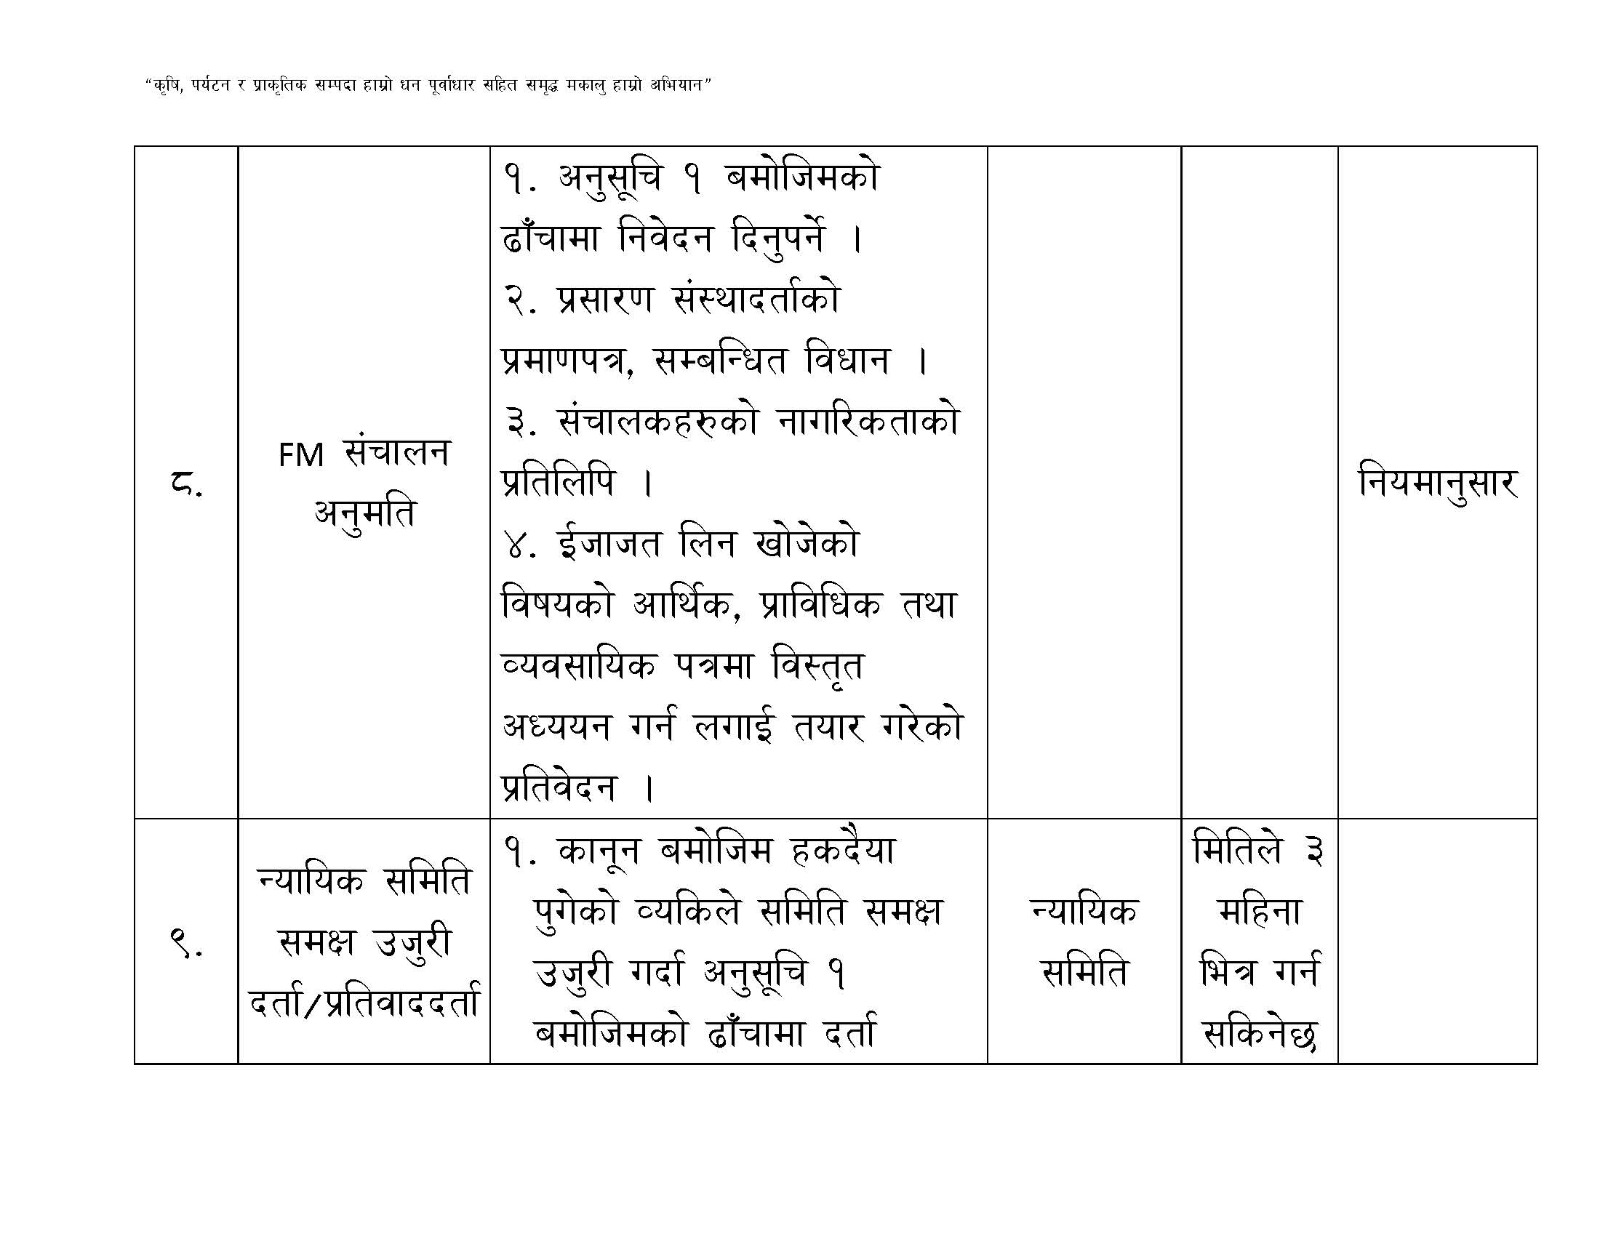 “कृषि, पर्यटन र प्राकृतिक सम्पदा हाम्रो धन पूर्वाधार सहित समृद्ध मकालु हाम्रो अभियान”
८.
FM संचालन
अनुमति
१. अनुसूचि १ बमोजिमको
ढाँचामा निवेदन दिनुपर्ने ।
२. प्रसारण संस्थादर्ताको
प्रमाणपत्र, सम्बन्धित विधान ।
३. संचालकहरुको नागरिकताको
प्रतिलिपि ।
४. ईजाजत लिन खोजेको
विषयको आर्थिक, प्राविधिक तथा
व्यवसायिक पत्रमा विस्तृत
अध्ययन गर्न लगाई तयार गरेको
प्रतिवेदन ।
नियमानुसार
९.
न्यायिक समिति
समक्ष उजुरी
दर्ता/प्रतिवाददर्ता
१. कानून बमोजिम हकदैया
पुगेको व्यकिले समिति समक्ष
उजुरी गर्दा अनुसूचि १
बमोजिमको ढाँचामा दर्ता
न्यायिक
समिति
मितिले ३
महिना
भित्र गर्न
सकिनेछ